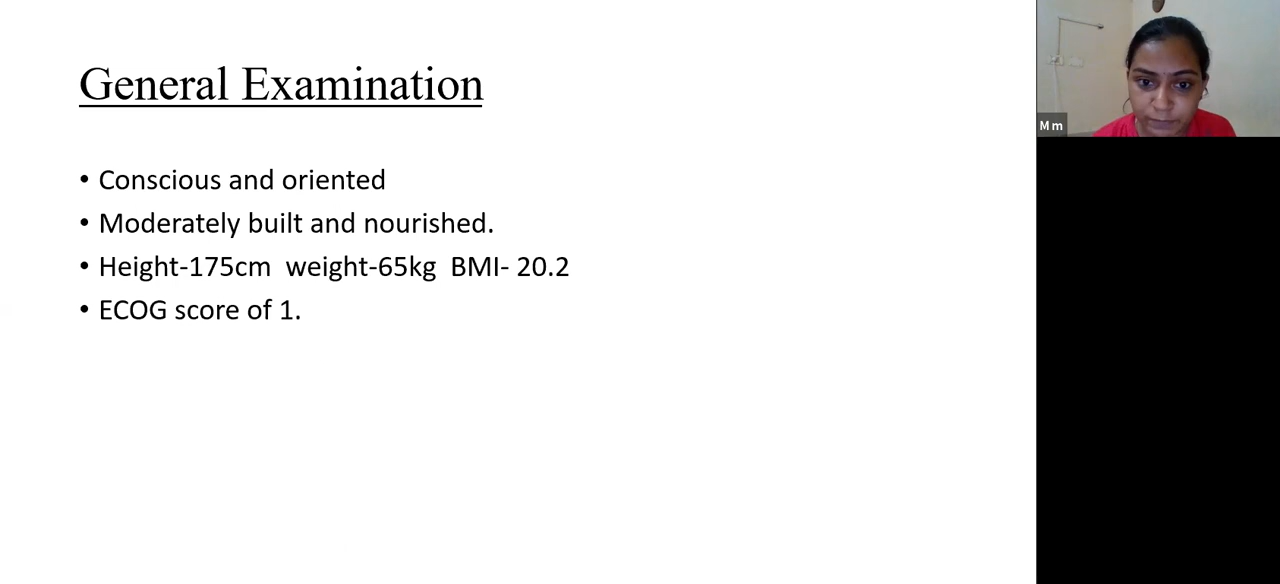 General Examination
• Conscious and oriented
• Moderately built and nourished.
• Height-175cm  weight-65kg  BMI- 20.2
• ECOG score of 1.
M m